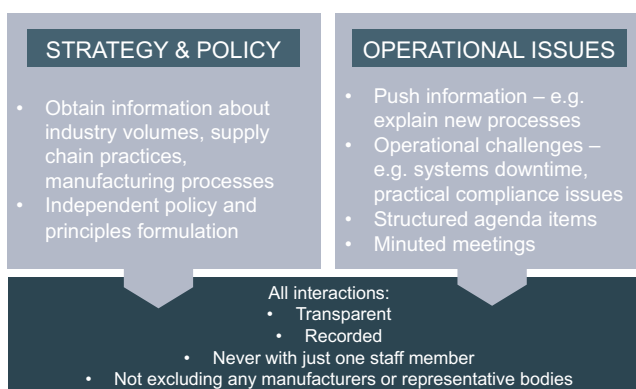 STRATEGY & POLICY
• Obtain information about
industry volumes, supply
chain practices,
manufacturing processes
• Independent policy and
principles formulation
OPERATIONAL ISSUES
• Push information – e.g.
explain new processes
• Operational challenges –
e.g. systems downtime,
practical compliance issues
• Structured agenda items
• Minuted meetings
All interactions:
• Transparent
• Recorded
• Never with just one staff member
• Not excluding any manufacturers or representative bodies